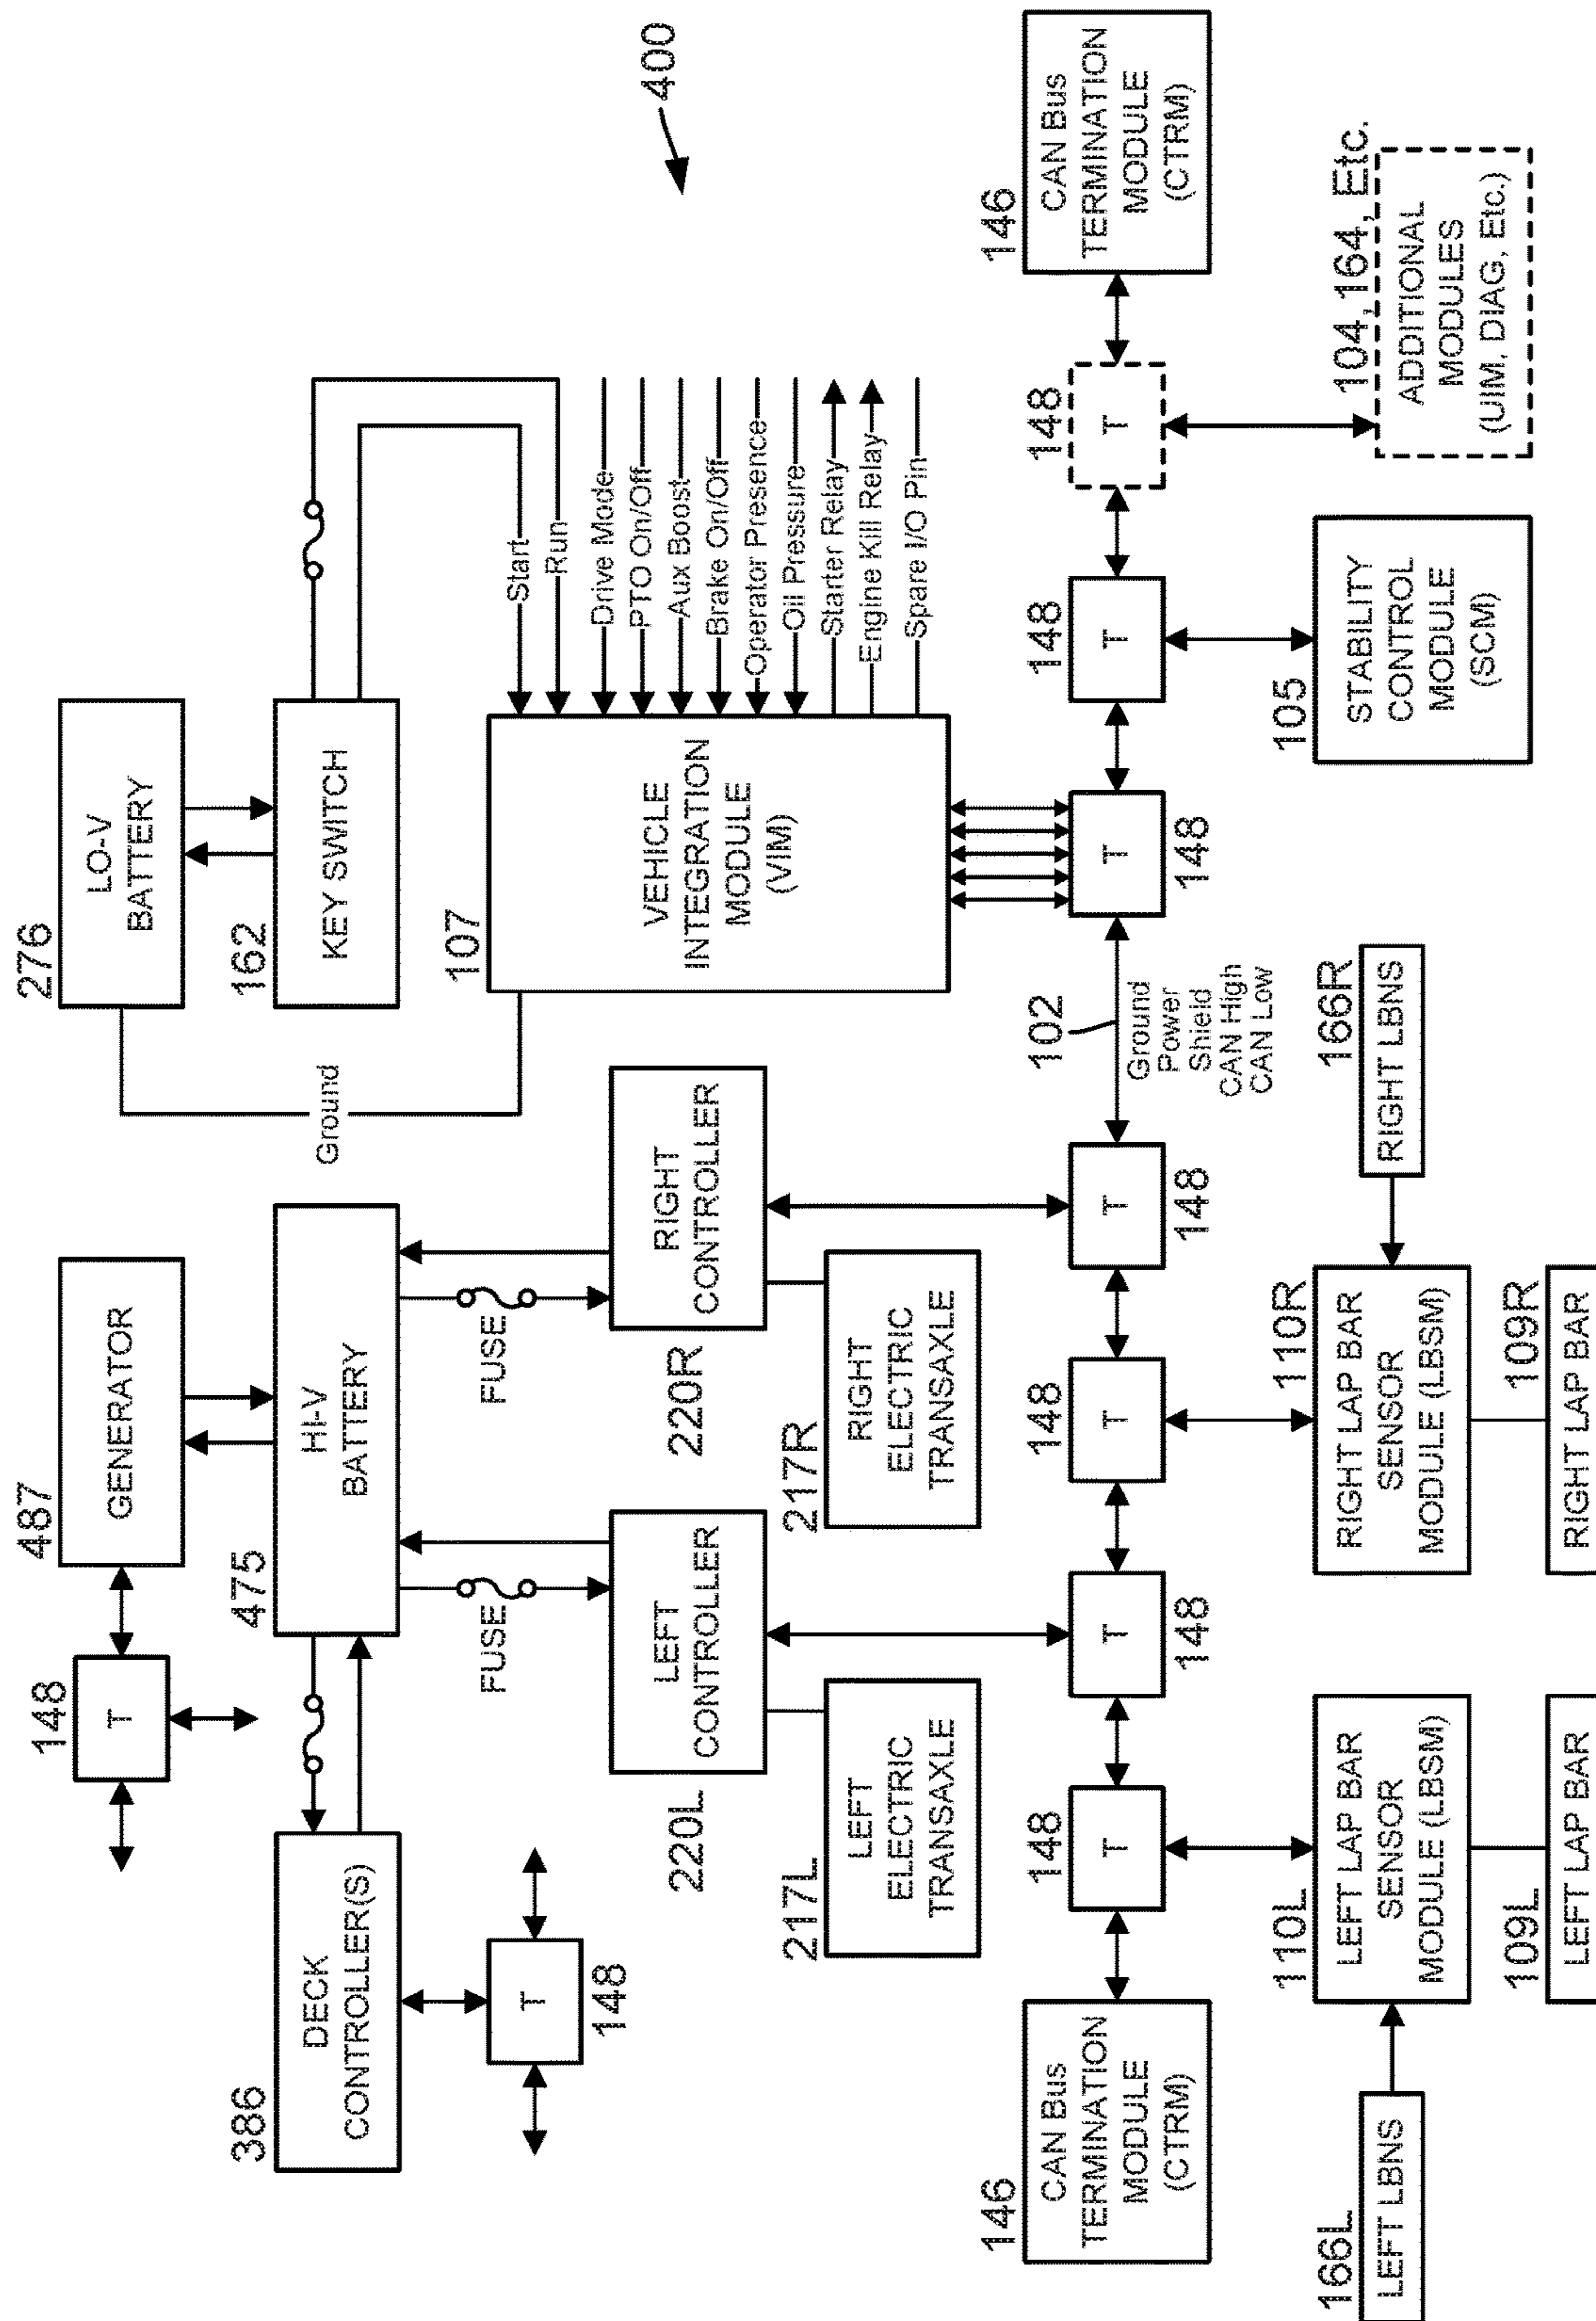 148
487
GENERATOR
276
LO-V
BATTERY
T
386
DECK
CONTROLLER(S)
475
HI-V
BATTERY
162
KEY SWITCH
Ground
FUSE
FUSE
T
148
107
VEHICLE
INTEGRATION
MODULE
(VIM)
Start
Run
Drive Mode
PTO On/Off
Aux Boost
Brake On/Off
Operator Presence
Oil Pressure
Starter Relay
Engine Kill Relay
Spare I/O Pin
400
LEFT
CONTROLLER
220L
RIGHT
CONTROLLER
220R
217L
LEFT
ELECTRIC
TRANSAXLE
217R
RIGHT
ELECTRIC
TRANSAXLE
146
CAN Bus
TERMINATION
MODULE
(CTRM)
148
T
T
148
148
T
T
148
102
Ground
Power
Shield
CAN High
CAN Low
T
148
148
T
148
T
146
CAN Bus
TERMINATION
MODULE
(CTRM)
166L
LEFT LBNS
110L
LEFT LAP BAR
SENSOR
MODULE (LBSM)
110R
RIGHT LAP BAR
SENSOR
MODULE (LBSM)
166R
RIGHT LBNS
105
STABILITY
CONTROL
MODULE
(SCM)
104, 164, Etc.
ADDITIONAL
MODULES
(UIM, DIAG, Etc.)
109L
LEFT LAP BAR
109R
RIGHT LAP BAR